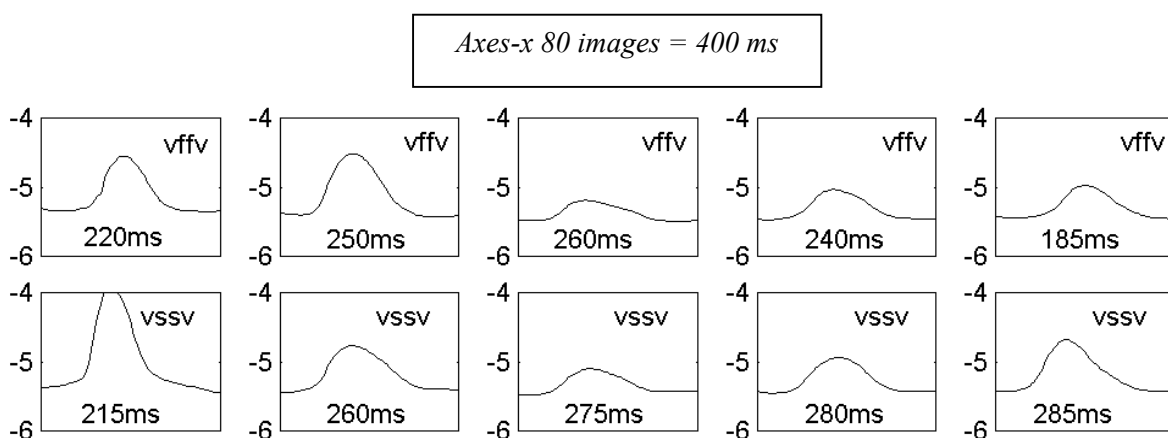 Axes-x 80 images = 400 ms
-4 -4 -4 -4 -4
vffv vffv vffv vffv vffv
-5 -5 -5 -5 -5
220ms 250ms 260ms 240ms 185ms
-6 -6 -6 -6 -6
-4 -4 -4 -4 -4
vssv vssv vssv vssv vssv
-5 -5 -5 -5 -5
215ms 260ms 275ms 280ms 285ms
-6 -6 -6 -6 -6